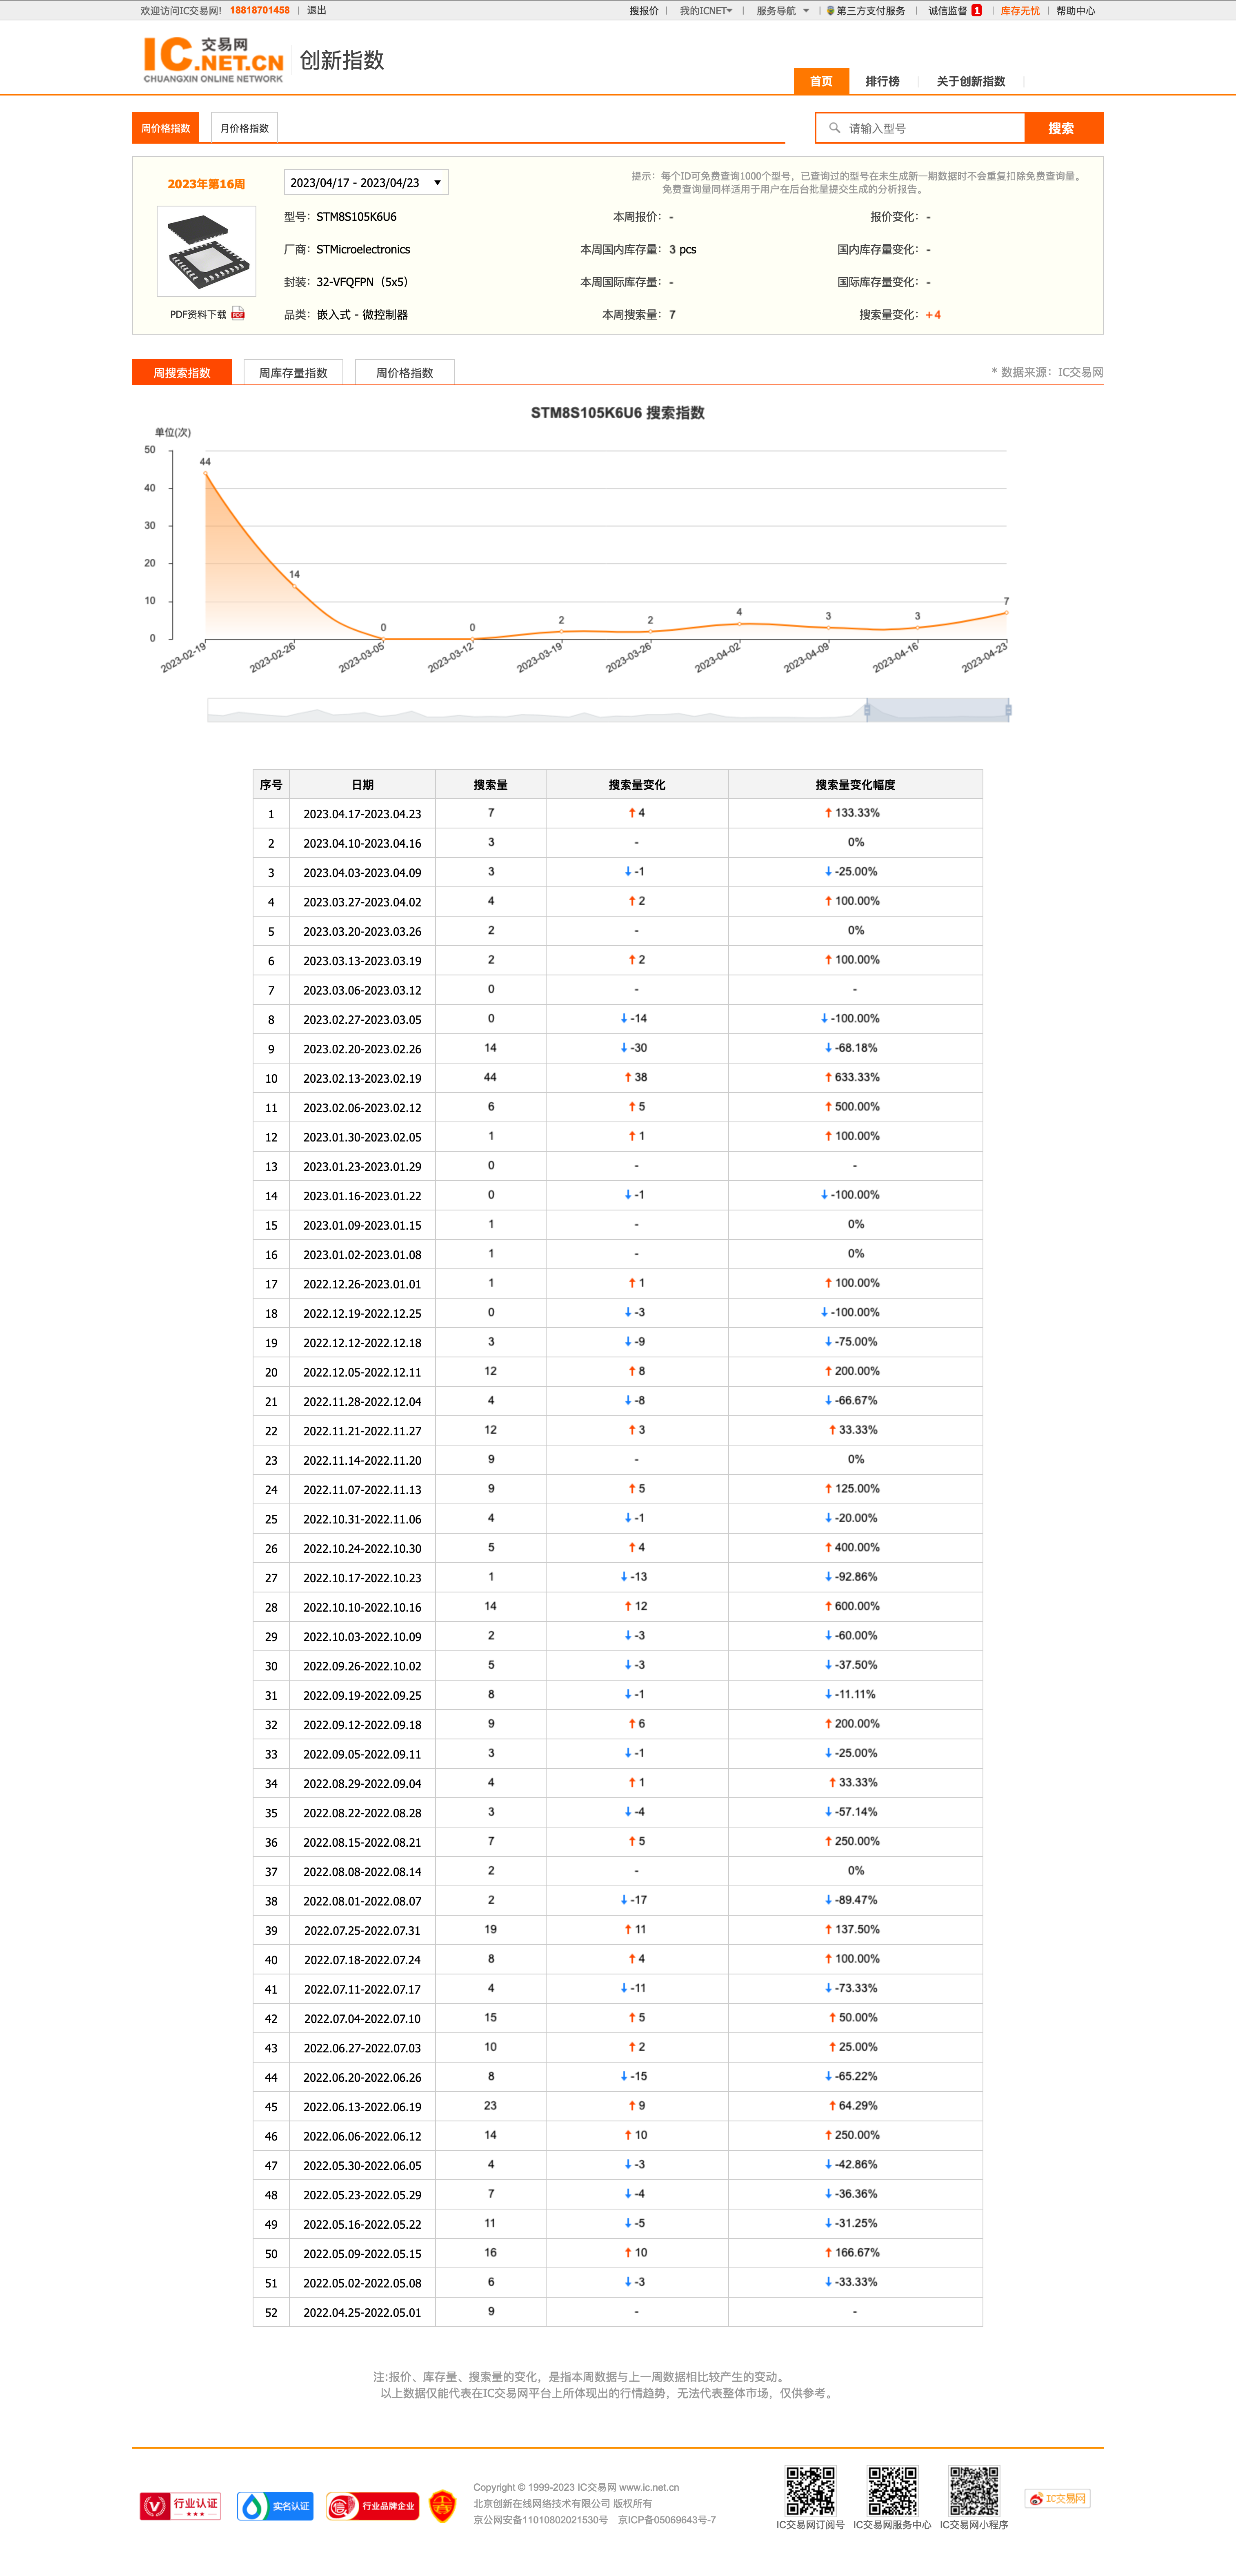 欢迎访问IC交易网! 18818701458 | 退出 搜报价 | 我的ICNET | 服务导航 | 第三方支付服务 | 诚信监督 1 | 库存无忧 | 帮助中心
IC 交易网 .NET.CN CHUANGXIN ONLINE NETWORK 创新指数
首页 排行榜 关于创新指数
周价格指数 月价格指数 请输入型号 搜索
2023年第16周 2023/04/17 - 2023/04/23
提示：每个ID可免费查询1000个型号，已查询过的型号在未生成新一期数据时不会重复扣除免费查询量。
免费查询量同样适用于用户在后台批量提交生成的分析报告。
型号：STM8S105K6U6 本周报价：- 报价变化：-
厂商：STMicroelectronics 本周国内库存量：3 pcs 国内库存量变化：-
封装：32-VFQFPN（5x5） 本周国际库存量：- 国际库存量变化：-
PDF资料下载 PDF 品类：嵌入式 - 微控制器 本周搜索量：7 搜索量变化：+4
周搜索指数 周库存量指数 周价格指数 * 数据来源：IC交易网
STM8S105K6U6 搜索指数
单位(次)
50
40
30
20
10
0
44 14 0 0 2 2 4 3 3 7
2023-02-19 2023-02-26 2023-03-05 2023-03-12 2023-03-19 2023-03-26 2023-04-02 2023-04-09 2023-04-16 2023-04-23
序号 日期 搜索量 搜索量变化 搜索量变化幅度
1 2023.04.17-2023.04.23 7 ↑ 4 ↑ 133.33%
2 2023.04.10-2023.04.16 3 - 0%
3 2023.04.03-2023.04.09 3 ↓ -1 ↓ -25.00%
4 2023.03.27-2023.04.02 4 ↑ 2 ↑ 100.00%
5 2023.03.20-2023.03.26 2 - 0%
6 2023.03.13-2023.03.19 2 ↑ 2 ↑ 100.00%
7 2023.03.06-2023.03.12 0 - -
8 2023.02.27-2023.03.05 0 ↓ -14 ↓ -100.00%
9 2023.02.20-2023.02.26 14 ↓ -30 ↓ -68.18%
10 2023.02.13-2023.02.19 44 ↑ 38 ↑ 633.33%
11 2023.02.06-2023.02.12 6 ↑ 5 ↑ 500.00%
12 2023.01.30-2023.02.05 1 ↑ 1 ↑ 100.00%
13 2023.01.23-2023.01.29 0 - -
14 2023.01.16-2023.01.22 0 ↓ -1 ↓ -100.00%
15 2023.01.09-2023.01.15 1 - 0%
16 2023.01.02-2023.01.08 1 - 0%
17 2022.12.26-2023.01.01 1 ↑ 1 ↑ 100.00%
18 2022.12.19-2022.12.25 0 ↓ -3 ↓ -100.00%
19 2022.12.12-2022.12.18 3 ↓ -9 ↓ -75.00%
20 2022.12.05-2022.12.11 12 ↑ 8 ↑ 200.00%
21 2022.11.28-2022.12.04 4 ↓ -8 ↓ -66.67%
22 2022.11.21-2022.11.27 12 ↑ 3 ↑ 33.33%
23 2022.11.14-2022.11.20 9 - 0%
24 2022.11.07-2022.11.13 9 ↑ 5 ↑ 125.00%
25 2022.10.31-2022.11.06 4 ↓ -1 ↓ -20.00%
26 2022.10.24-2022.10.30 5 ↑ 4 ↑ 400.00%
27 2022.10.17-2022.10.23 1 ↓ -13 ↓ -92.86%
28 2022.10.10-2022.10.16 14 ↑ 12 ↑ 600.00%
29 2022.10.03-2022.10.09 2 ↓ -3 ↓ -60.00%
30 2022.09.26-2022.10.02 5 ↓ -3 ↓ -37.50%
31 2022.09.19-2022.09.25 8 ↓ -1 ↓ -11.11%
32 2022.09.12-2022.09.18 9 ↑ 6 ↑ 200.00%
33 2022.09.05-2022.09.11 3 ↓ -1 ↓ -25.00%
34 2022.08.29-2022.09.04 4 ↑ 1 ↑ 33.33%
35 2022.08.22-2022.08.28 3 ↓ -4 ↓ -57.14%
36 2022.08.15-2022.08.21 7 ↑ 5 ↑ 250.00%
37 2022.08.08-2022.08.14 2 - 0%
38 2022.08.01-2022.08.07 2 ↓ -17 ↓ -89.47%
39 2022.07.25-2022.07.31 19 ↑ 11 ↑ 137.50%
40 2022.07.18-2022.07.24 8 ↑ 4 ↑ 100.00%
41 2022.07.11-2022.07.17 4 ↓ -11 ↓ -73.33%
42 2022.07.04-2022.07.10 15 ↑ 5 ↑ 50.00%
43 2022.06.27-2022.07.03 10 ↑ 2 ↑ 25.00%
44 2022.06.20-2022.06.26 8 ↓ -15 ↓ -65.22%
45 2022.06.13-2022.06.19 23 ↑ 9 ↑ 64.29%
46 2022.06.06-2022.06.12 14 ↑ 10 ↑ 250.00%
47 2022.05.30-2022.06.05 4 ↓ -3 ↓ -42.86%
48 2022.05.23-2022.05.29 7 ↓ -4 ↓ -36.36%
49 2022.05.16-2022.05.22 11 ↓ -5 ↓ -31.25%
50 2022.05.09-2022.05.15 16 ↑ 10 ↑ 166.67%
51 2022.05.02-2022.05.08 6 ↓ -3 ↓ -33.33%
52 2022.04.25-2022.05.01 9 - -
注:报价、库存量、搜索量的变化，是指本周数据与上一周数据相比较产生的变动。
以上数据仅能代表在IC交易网平台上所体现出的行情趋势，无法代表整体市场，仅供参考。
行业认证 实名认证 行业品牌企业
Copyright © 1999-2023 IC交易网 www.ic.net.cn
北京创新在线网络技术有限公司 版权所有
京公网安备11010802021530号 京ICP备05069643号-7
IC交易网订阅号 IC交易网服务中心 IC交易网小程序
IC交易网